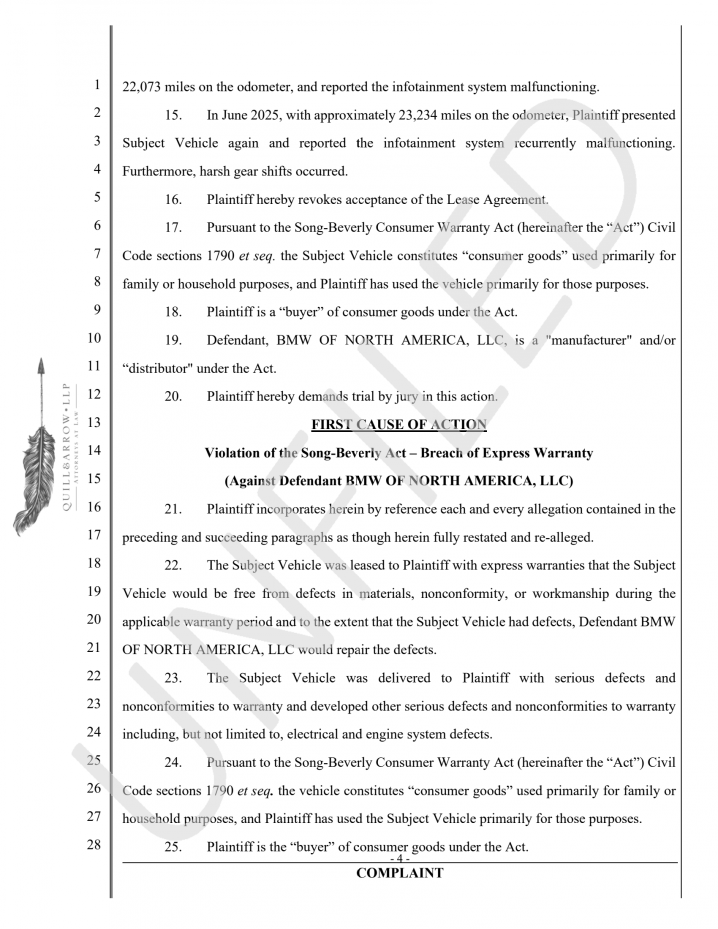 1 22,073 miles on the odometer, and reported the infotainment system malfunctioning.
2 15. In June 2025, with approximately 23,234 miles on the odometer, Plaintiff presented
3 Subject Vehicle again and reported the infotainment system recurrently malfunctioning.
4 Furthermore, harsh gear shifts occurred.
5 16. Plaintiff hereby revokes acceptance of the Lease Agreement.
6 17. Pursuant to the Song-Beverly Consumer Warranty Act (hereinafter the “Act”) Civil
7 Code sections 1790 et seq. the Subject Vehicle constitutes “consumer goods” used primarily for
8 family or household purposes, and Plaintiff has used the vehicle primarily for those purposes.
9 18. Plaintiff is a “buyer” of consumer goods under the Act.
10 19. Defendant, BMW OF NORTH AMERICA, LLC, is a "manufacturer" and/or
11 “distributor" under the Act.
12 20. Plaintiff hereby demands trial by jury in this action.
13 FIRST CAUSE OF ACTION
14 Violation of the Song-Beverly Act – Breach of Express Warranty
15 (Against Defendant BMW OF NORTH AMERICA, LLC)
16 21. Plaintiff incorporates herein by reference each and every allegation contained in the
17 preceding and succeeding paragraphs as though herein fully restated and re-alleged.
18 22. The Subject Vehicle was leased to Plaintiff with express warranties that the Subject
19 Vehicle would be free from defects in materials, nonconformity, or workmanship during the
20 applicable warranty period and to the extent that the Subject Vehicle had defects, Defendant BMW
21 OF NORTH AMERICA, LLC would repair the defects.
22 23. The Subject Vehicle was delivered to Plaintiff with serious defects and
23 nonconformities to warranty and developed other serious defects and nonconformities to warranty
24 including, but not limited to, electrical and engine system defects.
25 24. Pursuant to the Song-Beverly Consumer Warranty Act (hereinafter the “Act”) Civil
26 Code sections 1790 et seq. the vehicle constitutes “consumer goods” used primarily for family or
27 household purposes, and Plaintiff has used the Subject Vehicle primarily for those purposes.
28 25. Plaintiff is the “buyer” of consumer goods under the Act.
- 4 -
COMPLAINT
QUILL&ARROW • LLP
ATTORNEYS AT LAW
UNFILED